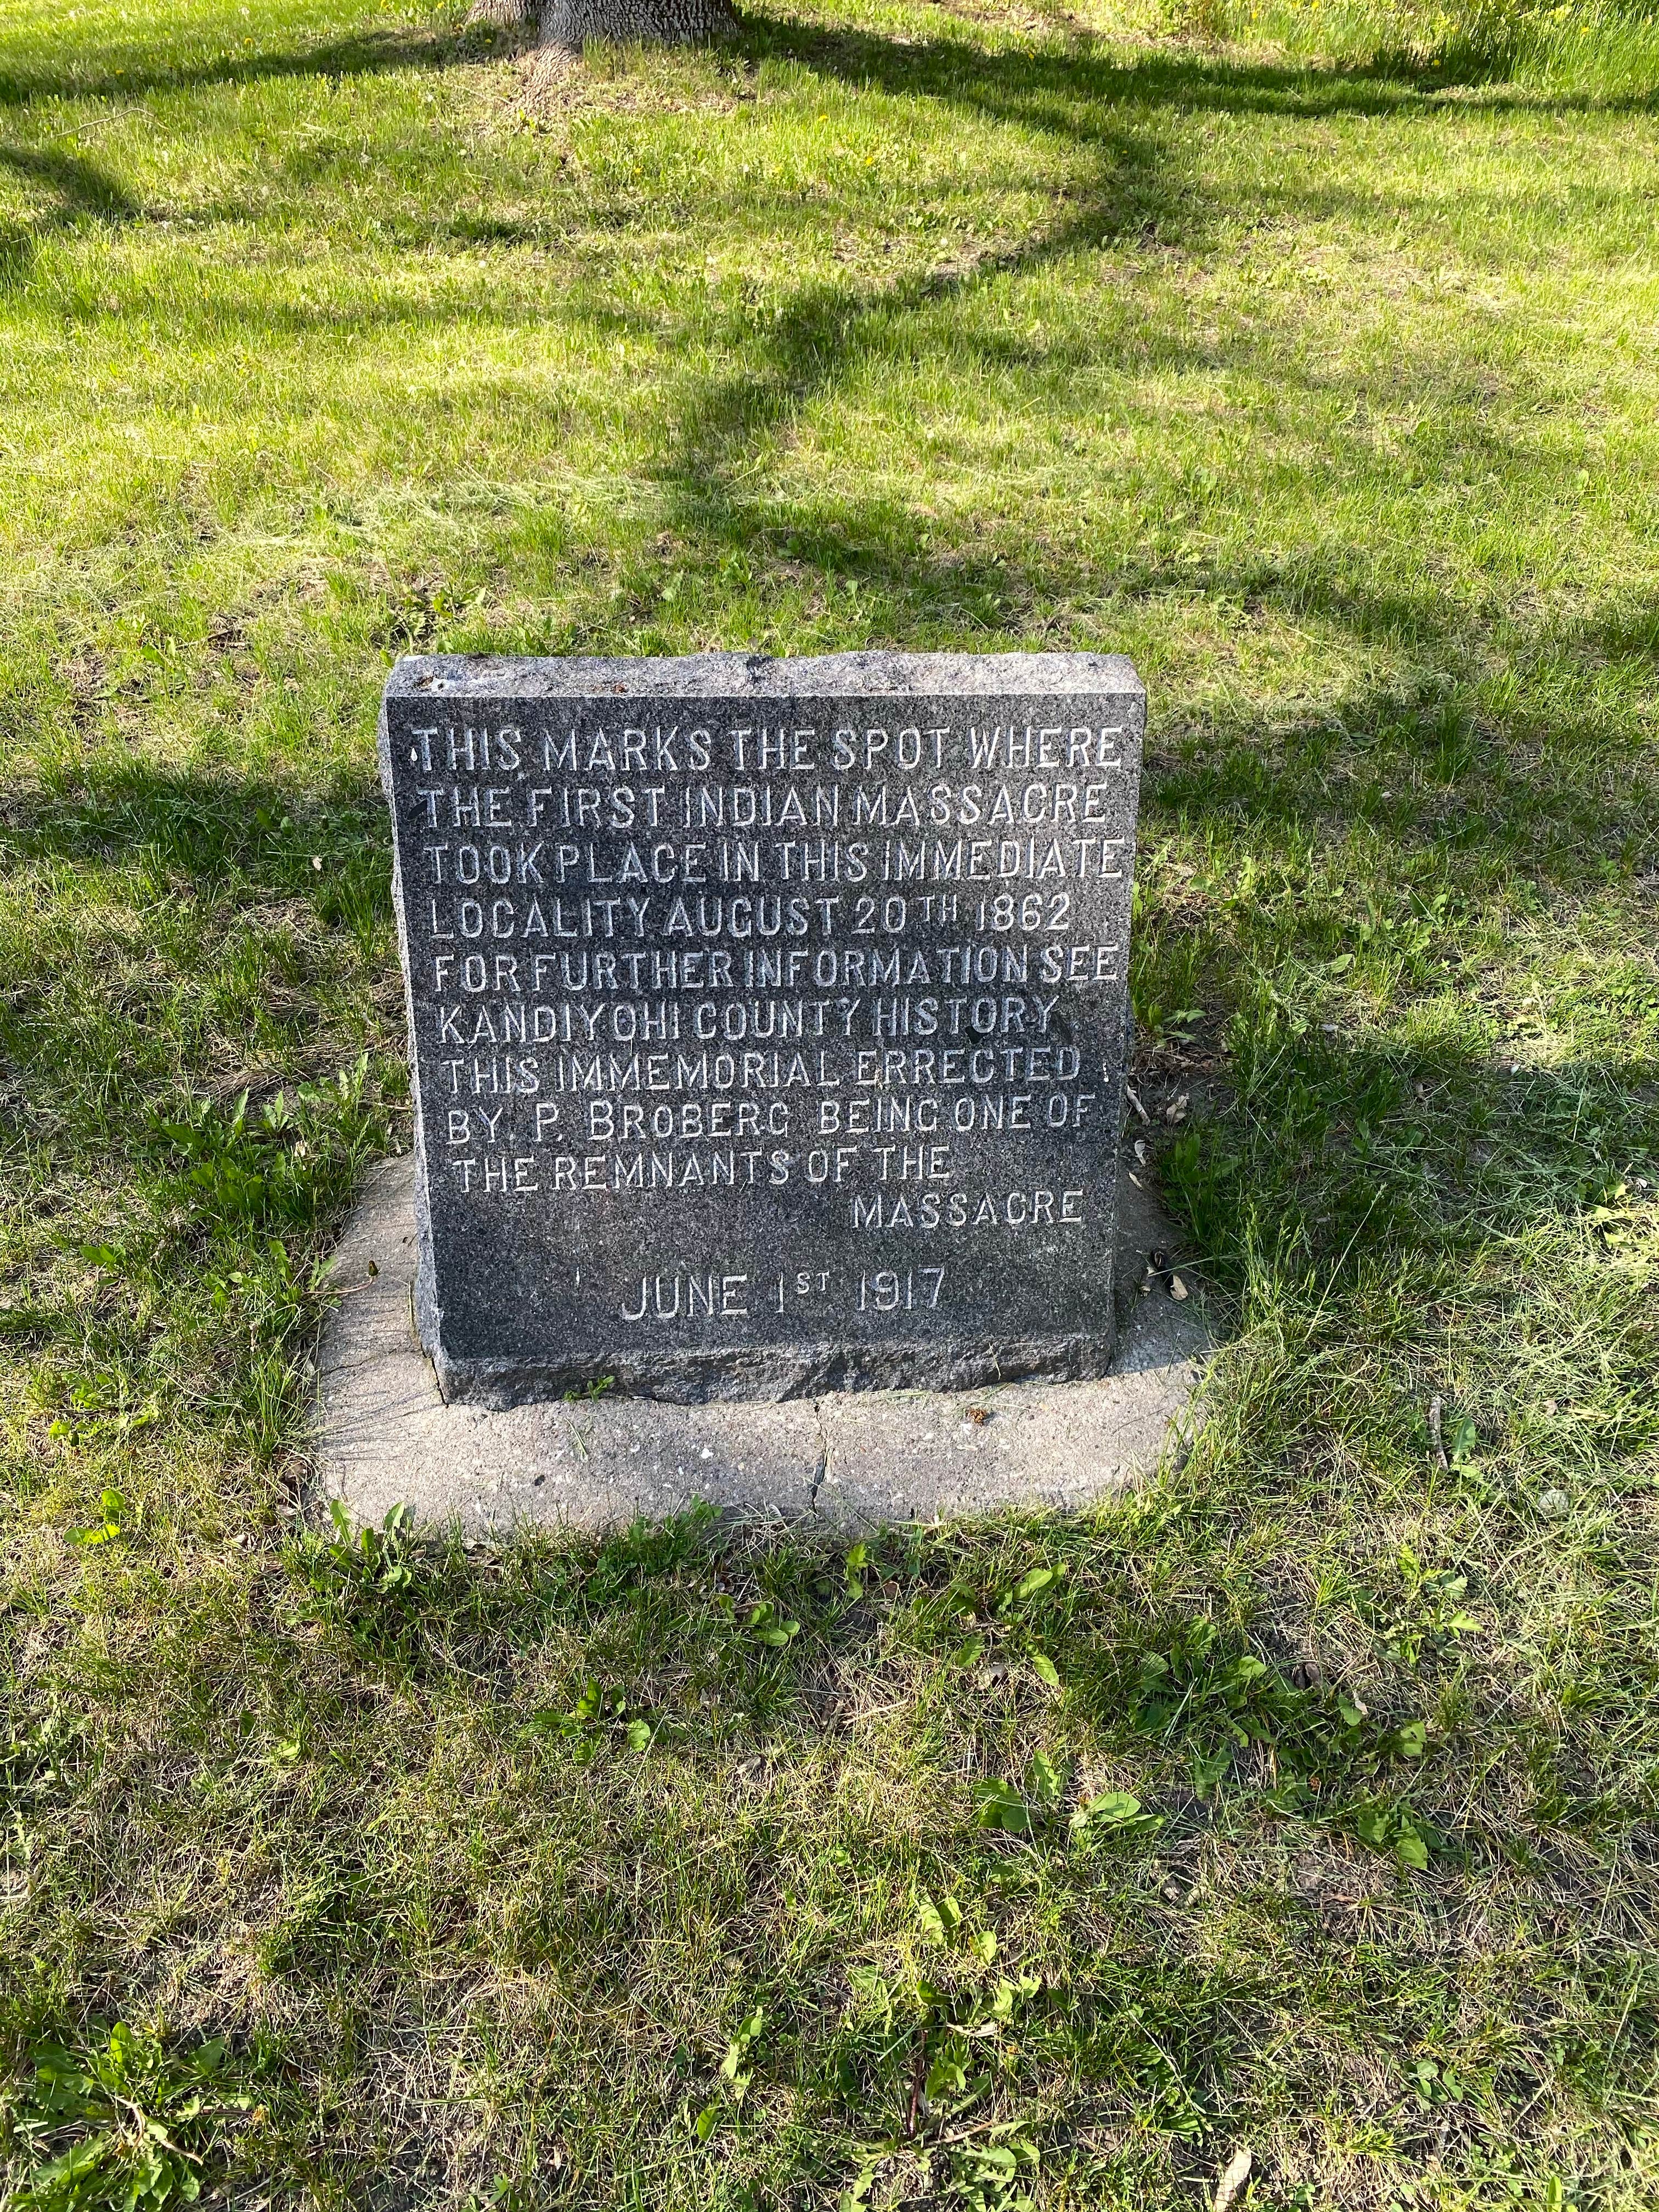 THIS MARKS THE SPOT WHERE
THE FIRST INDIAN MASSACRE
TOOK PLACE IN THIS IMMEDIATE
LOCALITY AUGUST 20TH 1862
FOR FURTHER INFORMATION SEE
KANDIYOHI COUNTY HISTORY.
THIS IMMEMORIAL ERRECTED
BY. P. BROBERG BEING ONE OF
THE REMNANTS OF THE
MASSACRE
JUNE 1ST 1917